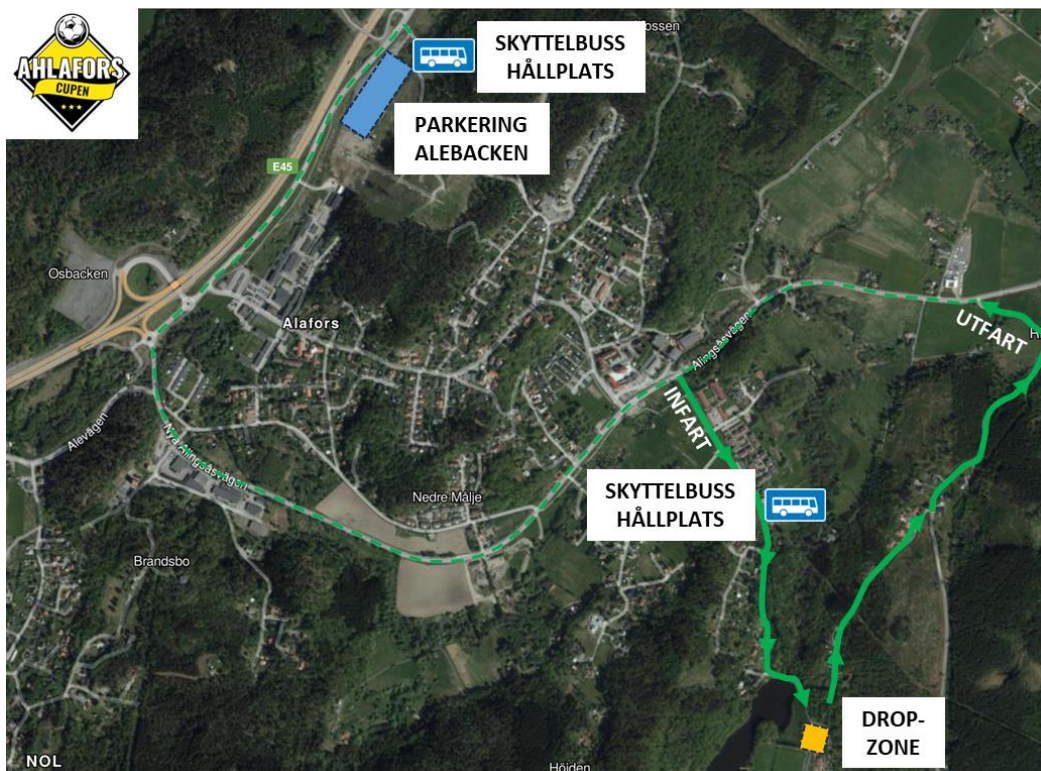 AHLAFORS
CUPEN
SKYTTELBUSS
HÅLLPLATS
PARKERING
ALEBACKEN
E45
Osbacken
Alafors
Alingsåsvägen
UTFART
INFART
Alevägen
Nya Alingsåsvägen
Nedre Målje
SKYTTELBUSS
HÅLLPLATS
Brandsbo
DROP-
ZONE
NOL
Höjden